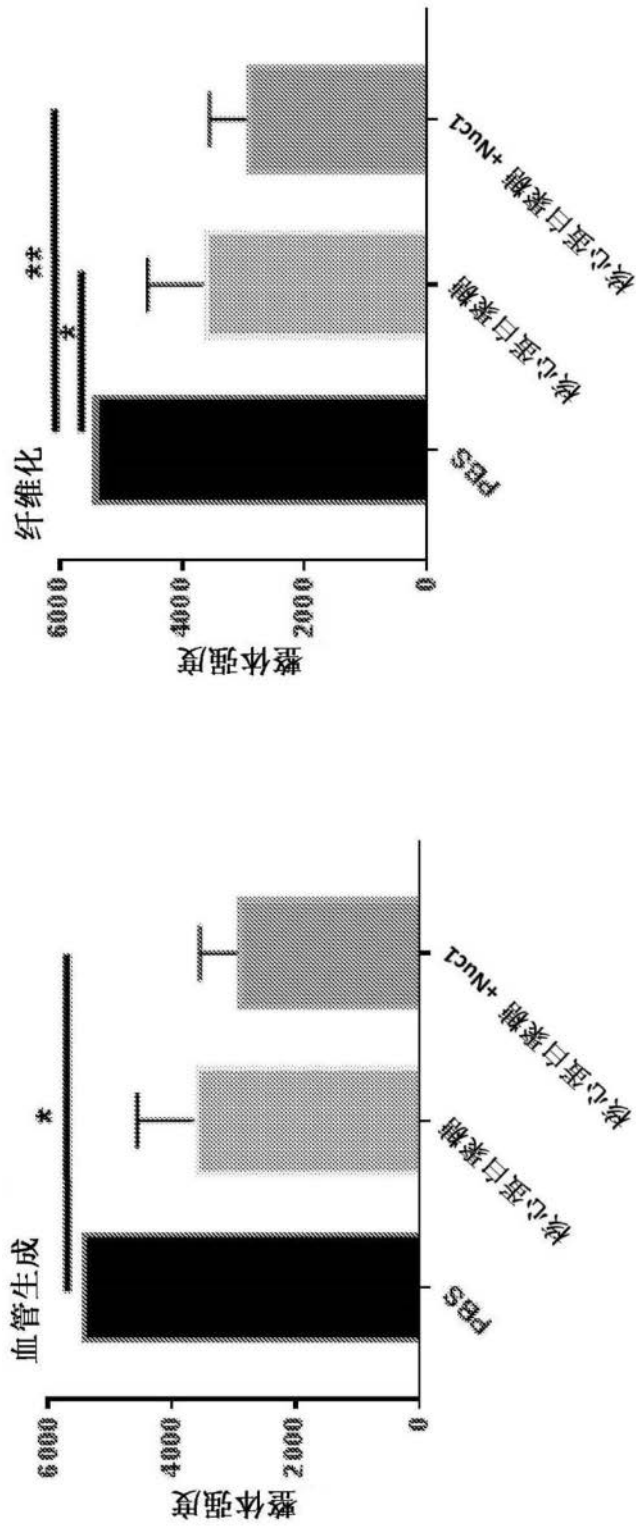 血管生成
*
整体强度
6000
4000
2000
0
PBS
核心蛋白聚糖
核心蛋白聚糖 +Nuc1
纤维化
**
*
整体强度
6000
4000
2000
0
PBS
核心蛋白聚糖
核心蛋白聚糖 +Nuc1